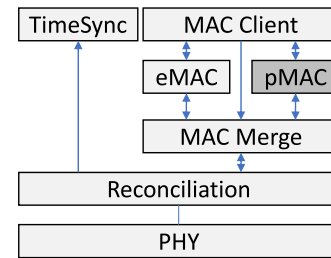 TimeSync
MAC Client
eMAC
pMAC
MAC Merge
Reconciliation
PHY